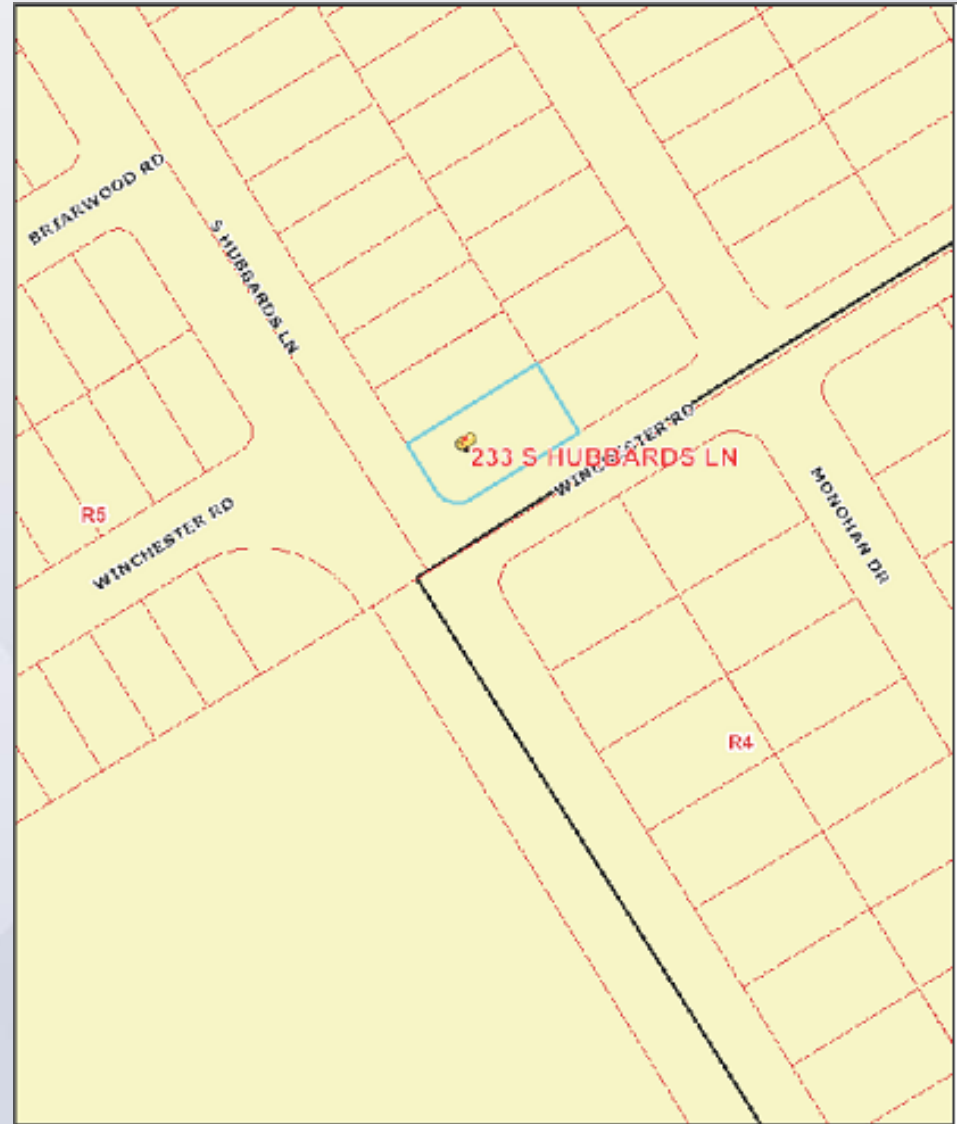 BRIARWOOD RD
S HUBBARDS LN
233 S HUBBARDS LN
WINCHESTER RD
R5
WINCHESTER RD
MONOHAN DR
R4